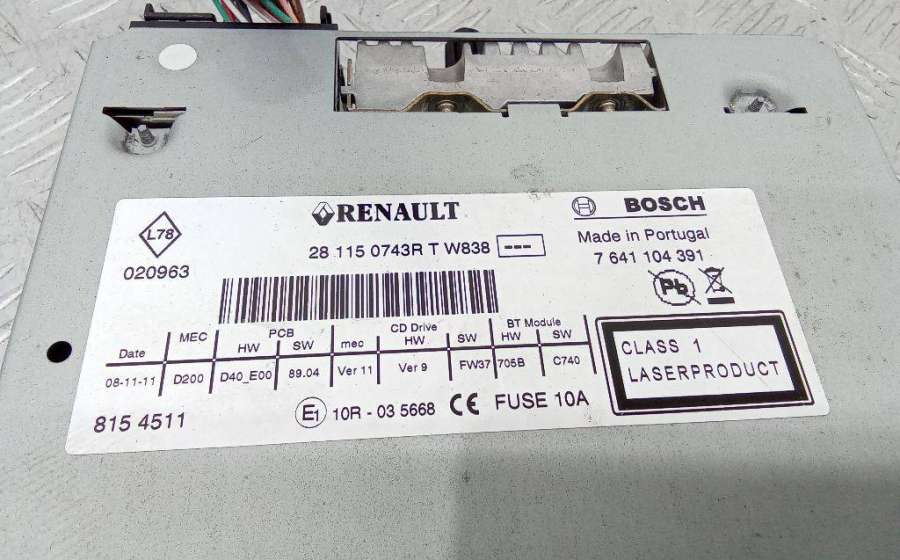 RENAULT
BOSCH
L78
020963
28 115 0743R T W838 ---
Made in Portugal
7 641 104 391
Pb
Date MEC PCB HW SW mec CD Drive HW SW BT Module HW SW
08-11-11 D200 D40_E00 89.04 Ver 11 Ver 9 FW37 705B C740
CLASS 1
LASERPRODUCT
815 4511
E1 10R - 03 5668 CE FUSE 10A